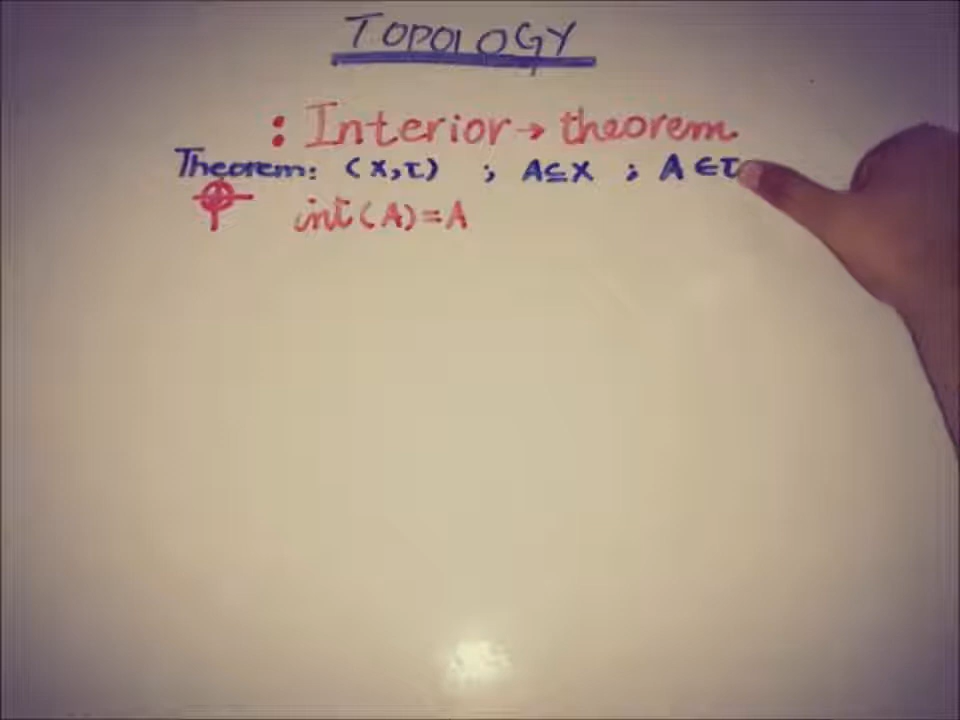 TOPOLOGY
: Interior → theorem.
Theorem: (X,τ) ; A⊆X ; A∈τ
int(A)=A